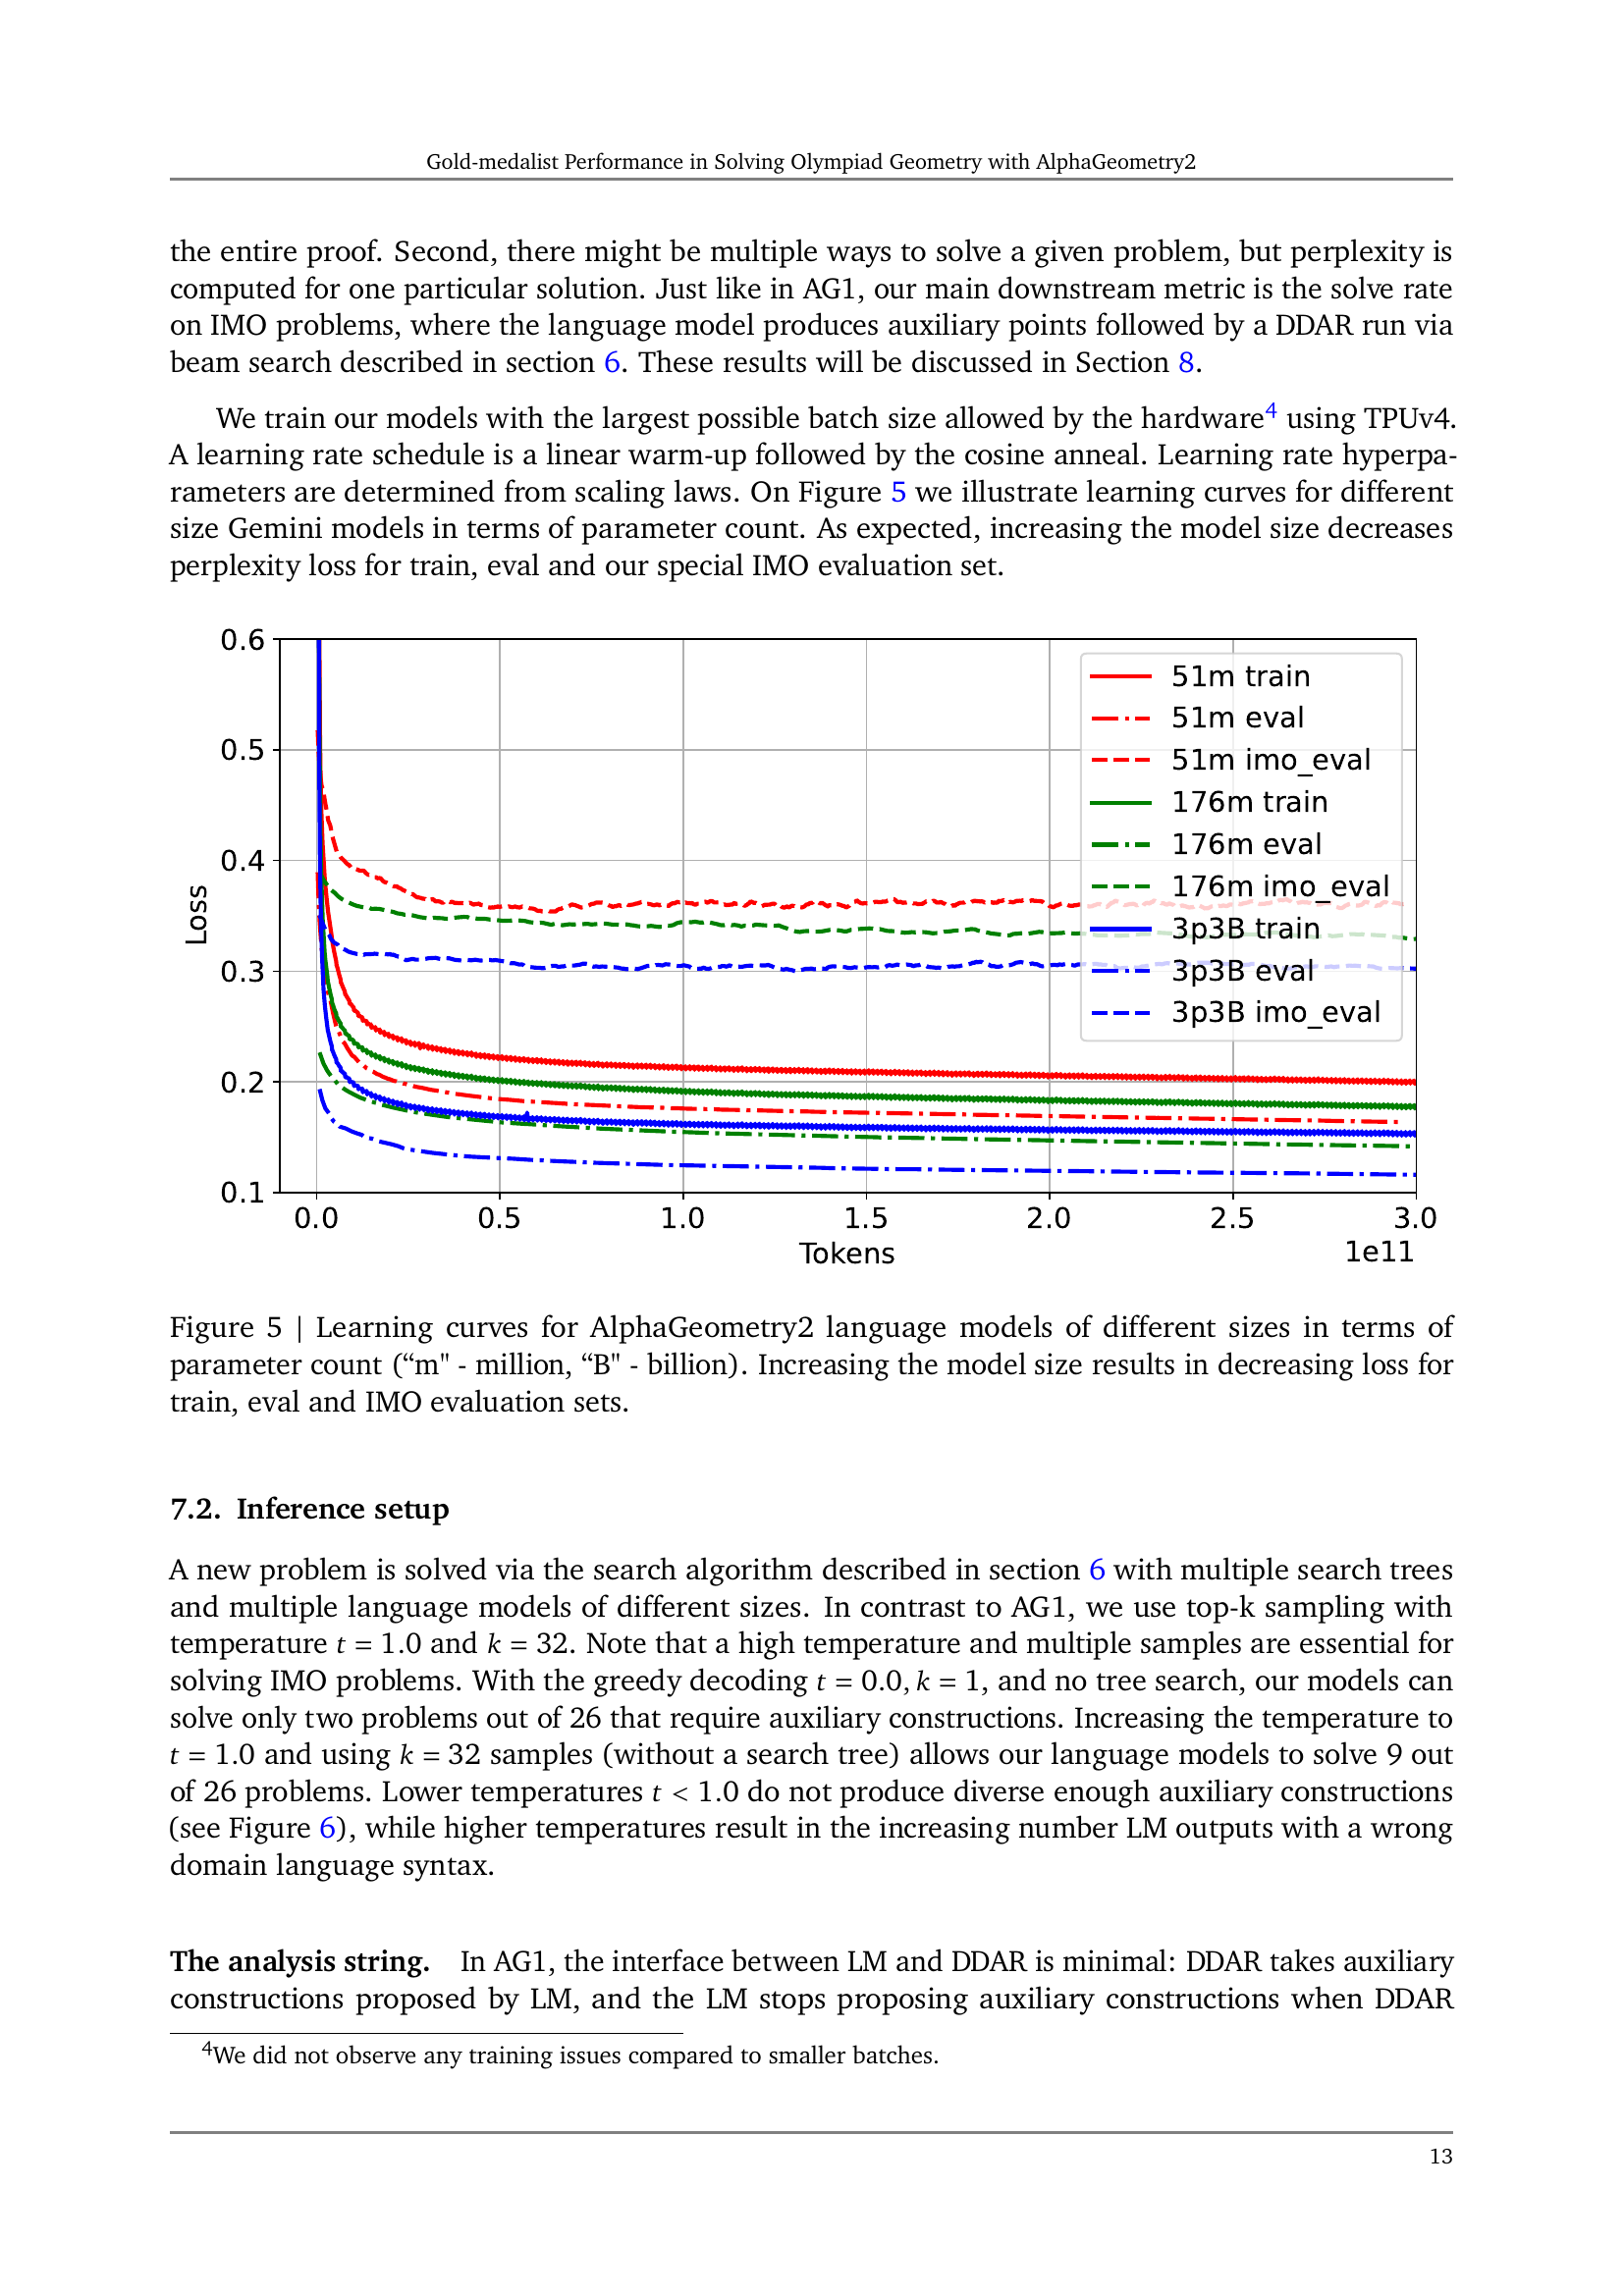 Gold-medalist Performance in Solving Olympiad Geometry with AlphaGeometry2
the entire proof. Second, there might be multiple ways to solve a given problem, but perplexity is
computed for one particular solution. Just like in AG1, our main downstream metric is the solve rate
on IMO problems, where the language model produces auxiliary points followed by a DDAR run via
beam search described in section 6. These results will be discussed in Section 8.
We train our models with the largest possible batch size allowed by the hardware4 using TPUv4.
A learning rate schedule is a linear warm-up followed by the cosine anneal. Learning rate hyperpa-
rameters are determined from scaling laws. On Figure 5 we illustrate learning curves for different
size Gemini models in terms of parameter count. As expected, increasing the model size decreases
perplexity loss for train, eval and our special IMO evaluation set.
0.6
0.5
0.4
0.3
0.2
0.1
Loss
51m train
51m eval
51m imo_eval
176m train
176m eval
176m imo_eval
3p3B train
3p3B eval
3p3B imo_eval
0.0 0.5 1.0 1.5 2.0 2.5 3.0
Tokens
1e11
Figure 5 | Learning curves for AlphaGeometry2 language models of different sizes in terms of
parameter count (“m" - million, “B" - billion). Increasing the model size results in decreasing loss for
train, eval and IMO evaluation sets.
7.2. Inference setup
A new problem is solved via the search algorithm described in section 6 with multiple search trees
and multiple language models of different sizes. In contrast to AG1, we use top-k sampling with
temperature t = 1.0 and k = 32. Note that a high temperature and multiple samples are essential for
solving IMO problems. With the greedy decoding t = 0.0, k = 1, and no tree search, our models can
solve only two problems out of 26 that require auxiliary constructions. Increasing the temperature to
t = 1.0 and using k = 32 samples (without a search tree) allows our language models to solve 9 out
of 26 problems. Lower temperatures t < 1.0 do not produce diverse enough auxiliary constructions
(see Figure 6), while higher temperatures result in the increasing number LM outputs with a wrong
domain language syntax.
The analysis string. In AG1, the interface between LM and DDAR is minimal: DDAR takes auxiliary
constructions proposed by LM, and the LM stops proposing auxiliary constructions when DDAR
4We did not observe any training issues compared to smaller batches.
13